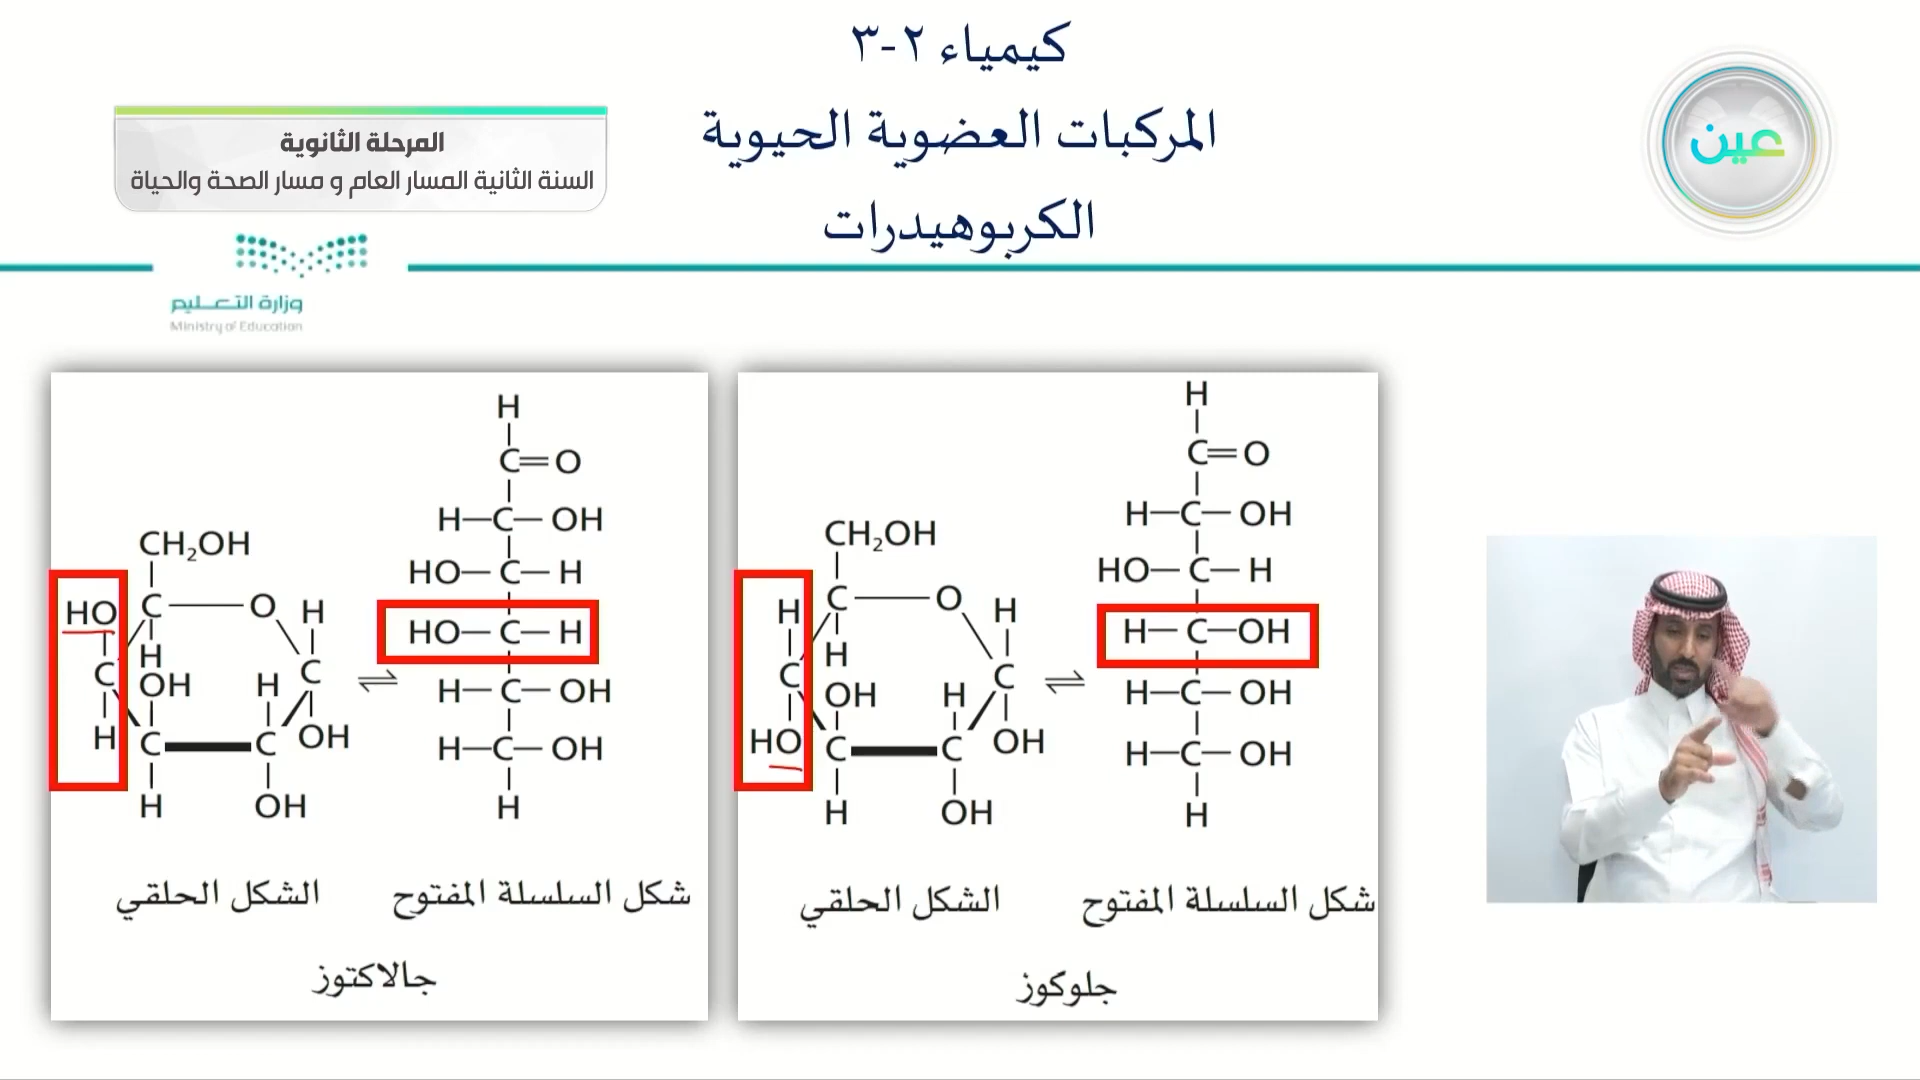 كيمياء ٢-٣
المركبات العضوية الحيوية
الكربوهيدرات
عين
المرحلة الثانوية
السنة الثانية المسار العام و مسار الصحة والحياة
وزارة التعليم
Ministry of Education
H
C=O
H—C—OH
HO—C—H
H—C—OH
H—C—OH
H—C—OH
H
CH₂OH
H C O H
C H C
OH H
HO C C OH
H OH
شكل السلسلة المفتوح
الشكل الحلقي
جلوكوز
H
C=O
H—C—OH
HO—C—H
HO—C—H
H—C—OH
H—C—OH
H
CH₂OH
HO C O H
C H C
OH H
H C C OH
H OH
شكل السلسلة المفتوح
الشكل الحلقي
جالاكتوز